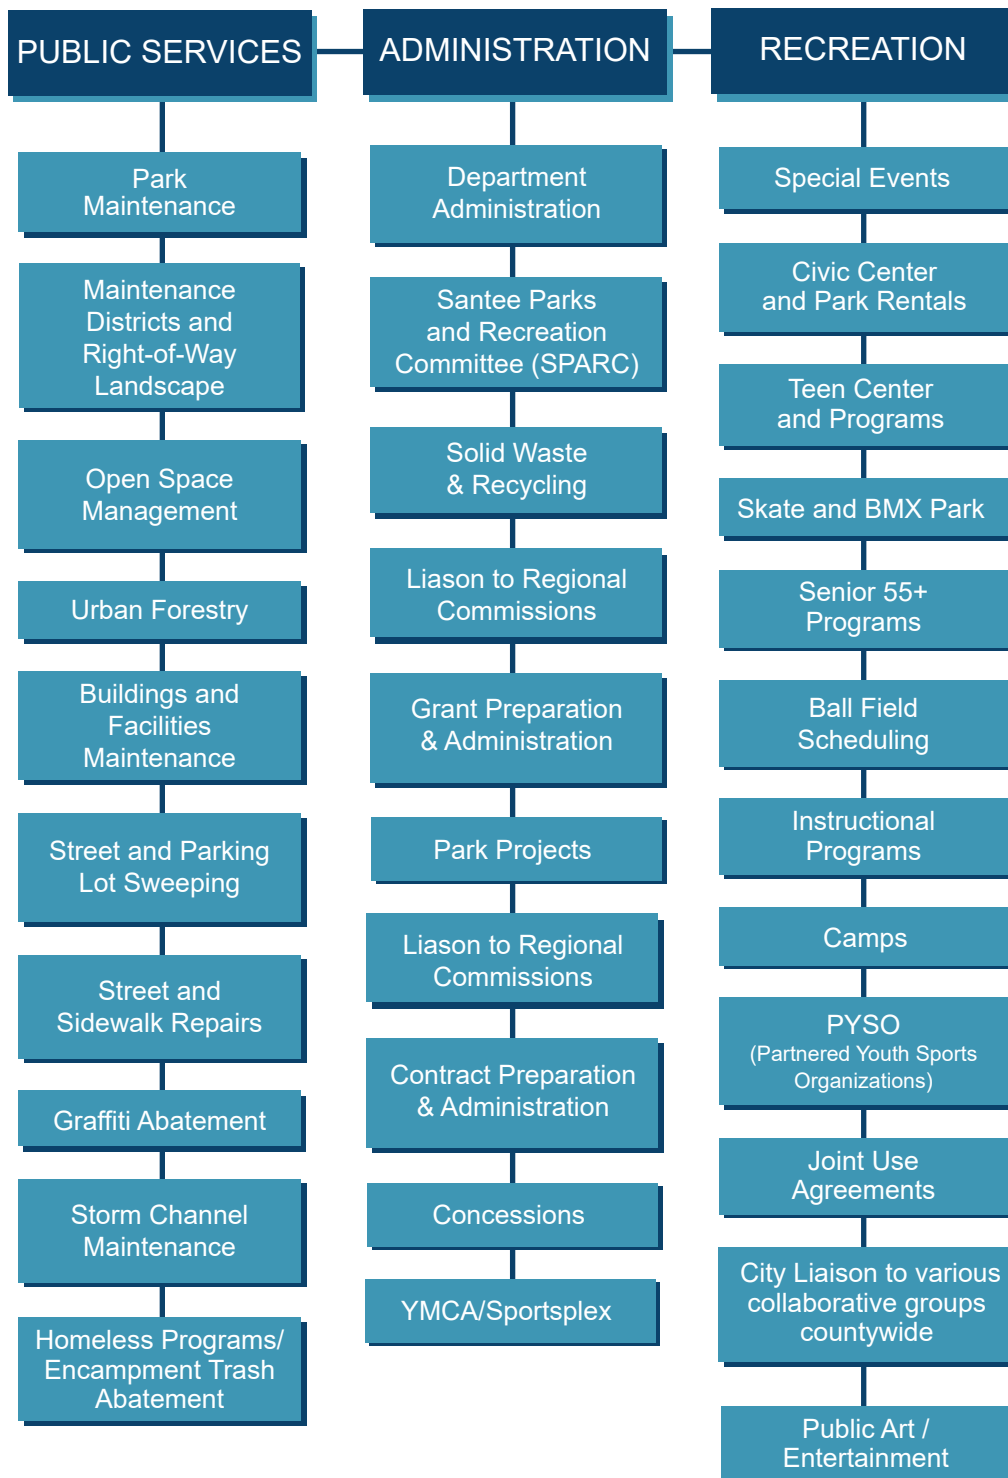 PUBLIC SERVICES
Park
Maintenance
Maintenance
Districts and
Right-of-Way
Landscape
Open Space
Management
Urban Forestry
Buildings and
Facilities
Maintenance
Street and Parking
Lot Sweeping
Street and
Sidewalk Repairs
Graffiti Abatement
Storm Channel
Maintenance
Homeless Programs/
Encampment Trash
Abatement
ADMINISTRATION
Department
Administration
Santee Parks
and Recreation
Committee (SPARC)
Solid Waste
& Recycling
Liason to Regional
Commissions
Grant Preparation
& Administration
Park Projects
Liason to Regional
Commissions
Contract Preparation
& Administration
Concessions
YMCA/Sportsplex
RECREATION
Special Events
Civic Center
and Park Rentals
Teen Center
and Programs
Skate and BMX Park
Senior 55+
Programs
Ball Field
Scheduling
Instructional
Programs
Camps
PYSO
(Partnered Youth Sports
Organizations)
Joint Use
Agreements
City Liaison to various
collaborative groups
countywide
Public Art /
Entertainment